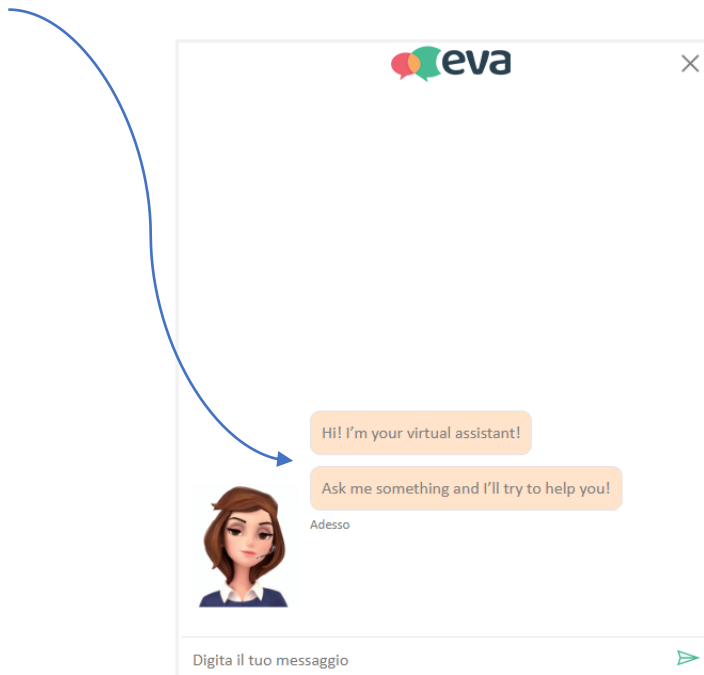 eva
Hi! I'm your virtual assistant!
Ask me something and I'll try to help you!
Adesso
Digita il tuo messaggio